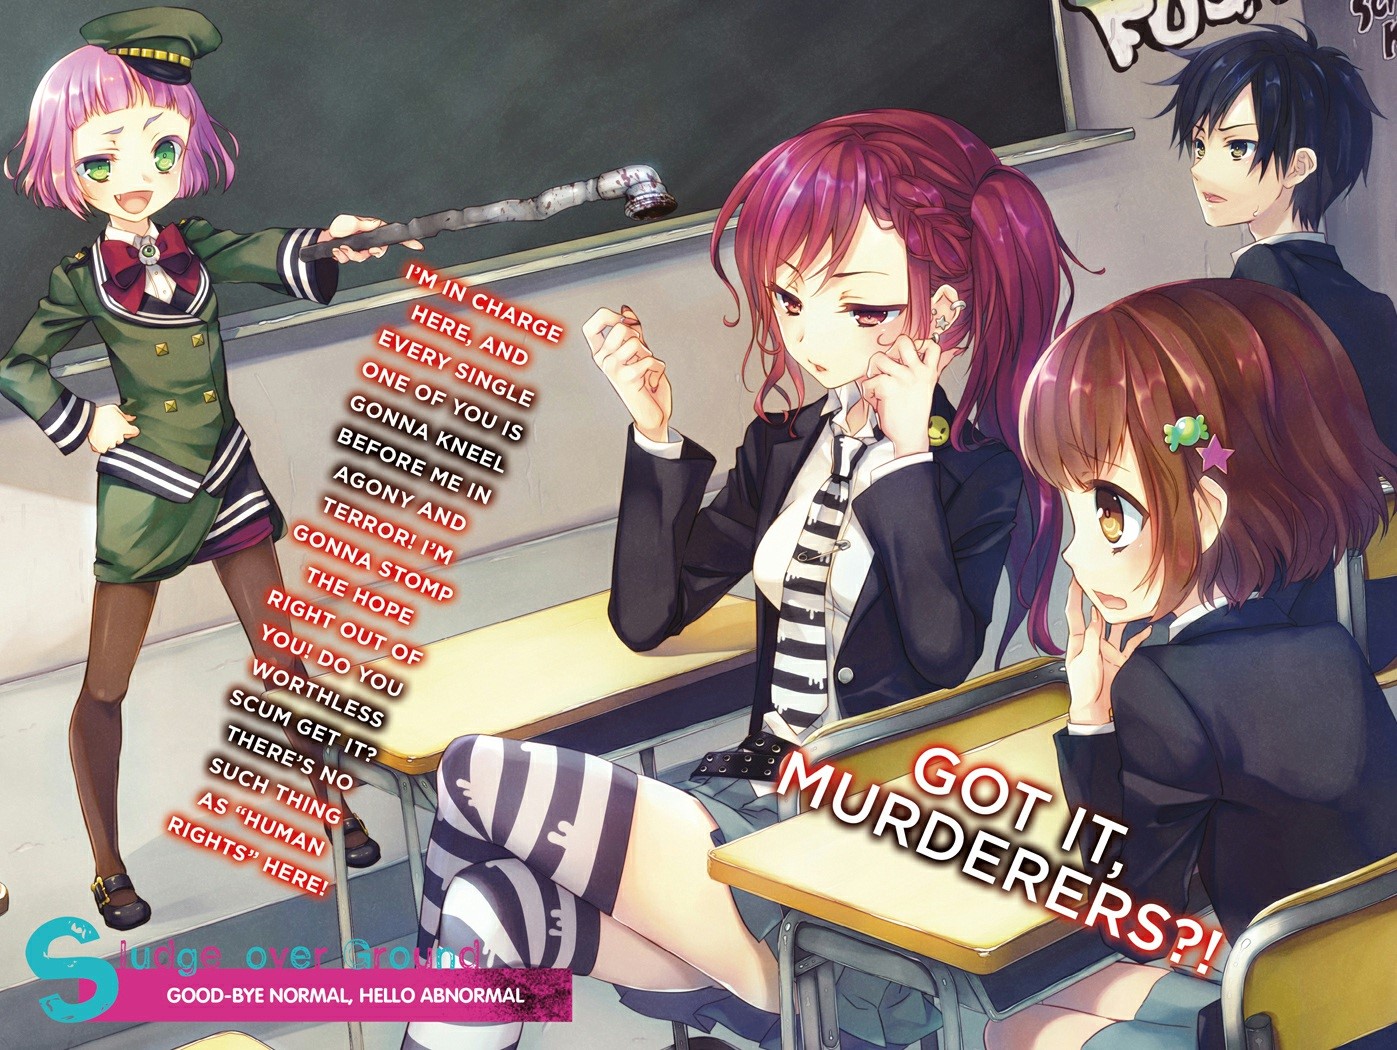 I'M IN CHARGE
HERE, AND
EVERY SINGLE
ONE OF YOU IS
GONNA KNEEL
BEFORE ME IN
AGONY AND
TERROR! I'M
GONNA STOMP
THE HOPE
RIGHT OUT OF
YOU! DO YOU
WORTHLESS
SCUM GET IT?
THERE'S NO
SUCH THING
AS “HUMAN
RIGHTS” HERE!
GOT IT,
MURDERERS?!
Sludge over Ground
GOOD-BYE NORMAL, HELLO ABNORMAL